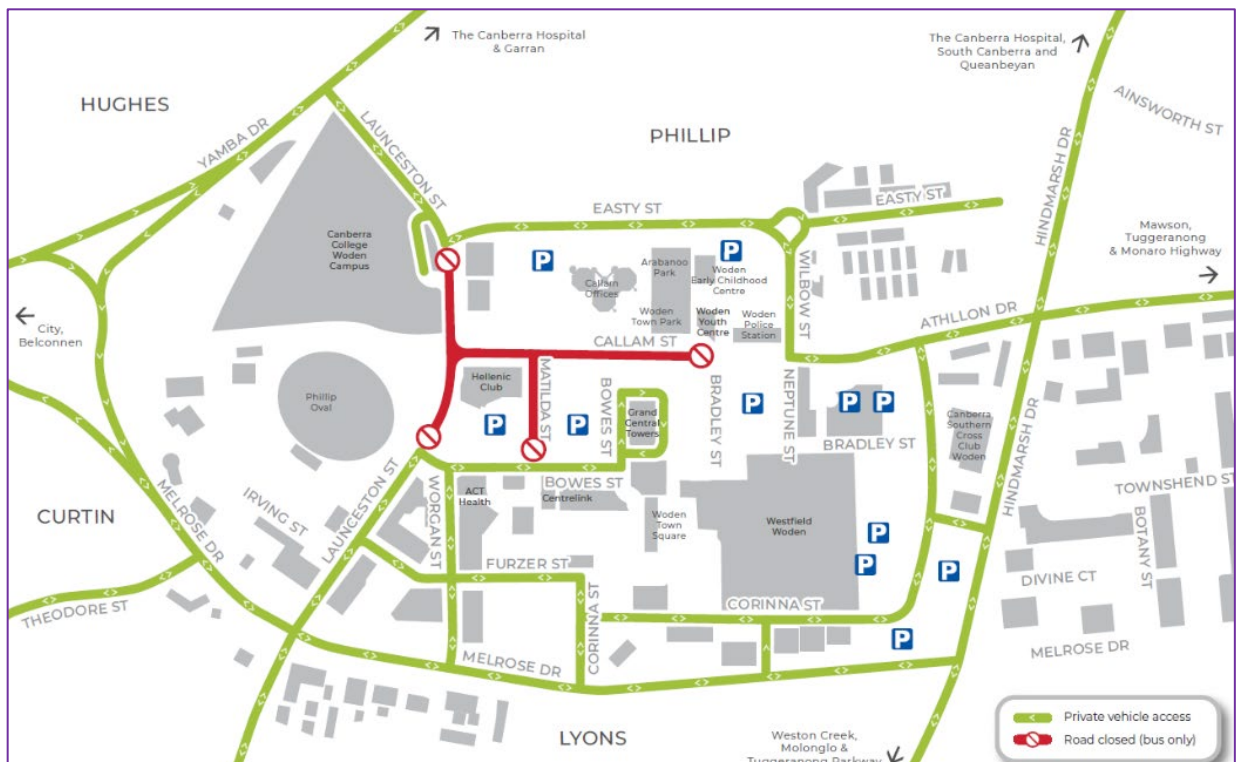 The Canberra Hospital
& Garran
The Canberra Hospital,
South Canberra and
Queanbeyan
HUGHES
PHILLIP
AINSWORTH ST
YAMBA DR
LAUNCESTON ST
HINDMARSH DR
EASTY ST
EASTY ST
Mawson,
Tuggeranong
& Monaro Highway
Canberra
College
Woden
Campus
P
P
Arabanoo
Park
Woden
Early Childhood
Centre
Callam
Offices
WILBOW ST
City,
Belconnen
Woden
Town Park
Woden
Youth
Centre
Woden
Police
Station
ATHLLON DR
CALLAM ST
Hellenic
Club
MATILDA ST
BOWES ST
BRADLEY ST
NEPTUNE ST
Phillip
Oval
P
P
Grand
Central
Towers
P
P
P
BRADLEY ST
Canberra
Southern
Cross
Club
Woden
HINDMARSH DR
LAUNCESTON ST
WORGAN ST
ACT
Health
BOWES ST
Centrelink
TOWNSHEND ST
CURTIN
MELROSE DR
IRVING ST
Woden
Town
Square
Westfield
Woden
BOTANY ST
P
P
P
FURZER ST
DIVINE CT
THEODORE ST
CORINNA ST
CORINNA ST
P
MELROSE DR
MELROSE DR
LYONS
Weston Creek,
Molonglo &
Tuggeranong Parkway
Private vehicle access
Road closed (bus only)